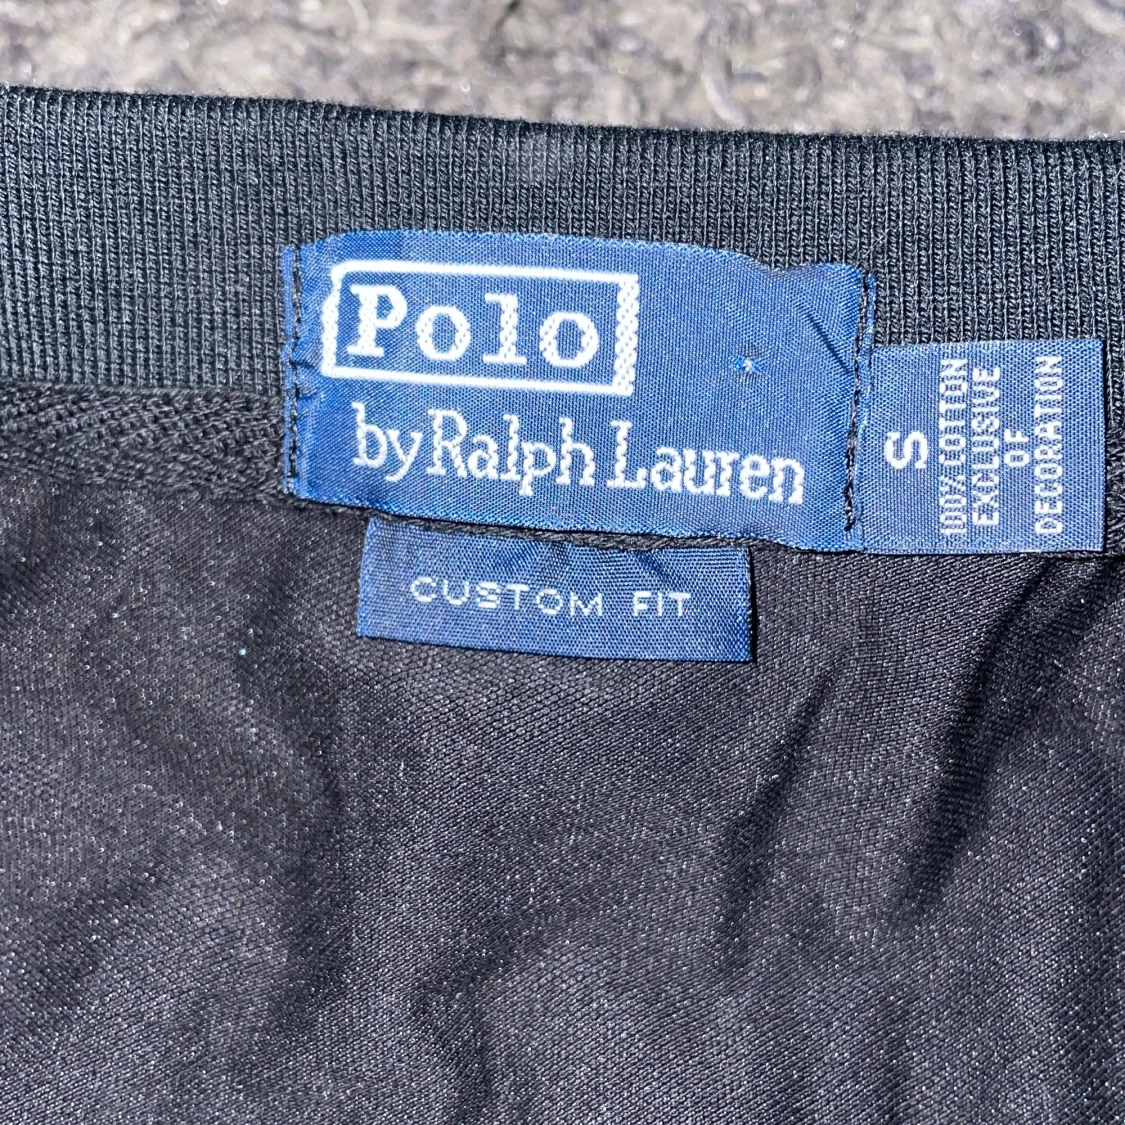 Polo
by Ralph Lauren
CUSTOM FIT
S
100% COTTON
EXCLUSIVE
OF
DECORATION